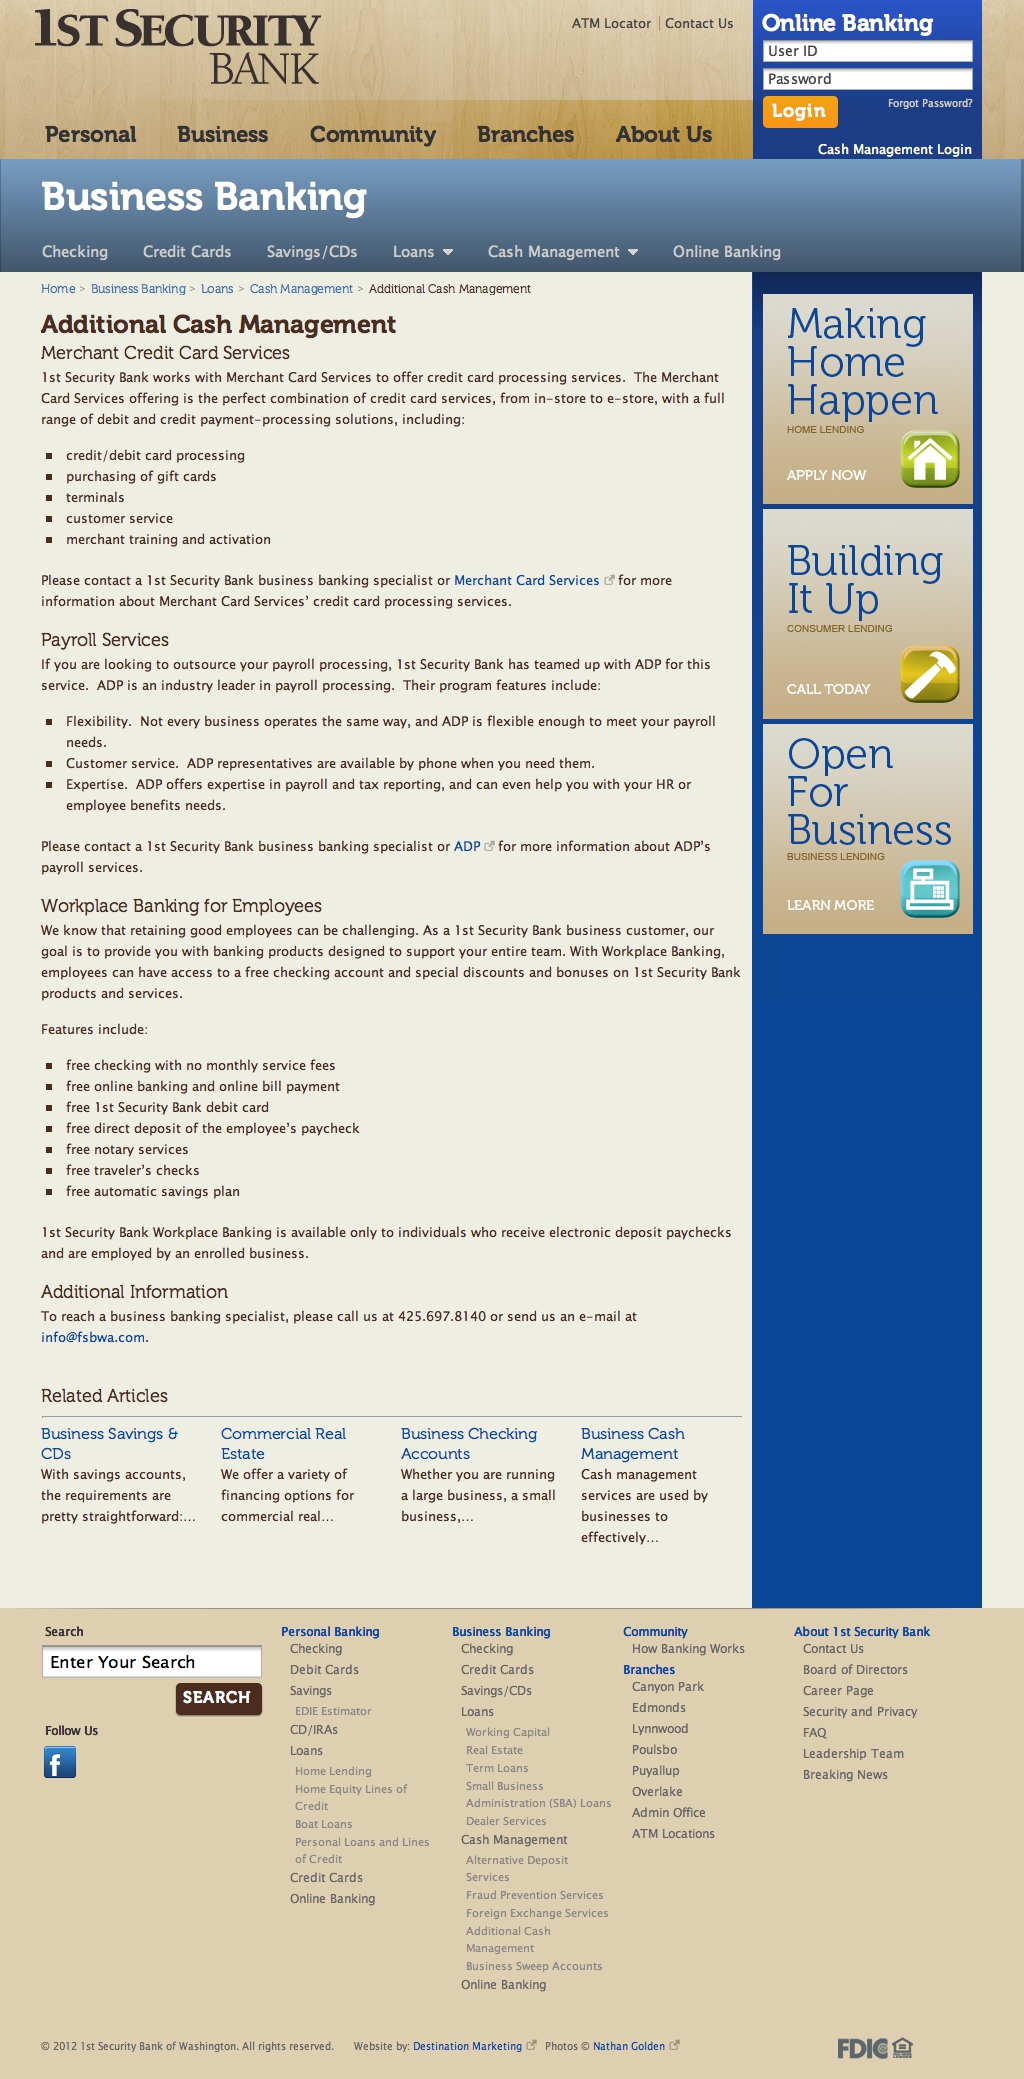 1ST SECURITY
BANK
ATM Locator
Contact Us
Online Banking
User ID
Password
Login
Forgot Password?
Cash Management Login
Personal
Business
Community
Branches
About Us
Business Banking
Checking
Credit Cards
Savings/CDs
Loans
Cash Management
Online Banking
Home > Business Banking > Loans > Cash Management > Additional Cash Management
Additional Cash Management
Merchant Credit Card Services
1st Security Bank works with Merchant Card Services to offer credit card processing services. The Merchant
Card Services offering is the perfect combination of credit card services, from in-store to e-store, with a full
range of debit and credit payment-processing solutions, including:
credit/debit card processing
purchasing of gift cards
terminals
customer service
merchant training and activation
Please contact a 1st Security Bank business banking specialist or Merchant Card Services for more
information about Merchant Card Services' credit card processing services.
Payroll Services
If you are looking to outsource your payroll processing, 1st Security Bank has teamed up with ADP for this
service. ADP is an industry leader in payroll processing. Their program features include:
Flexibility. Not every business operates the same way, and ADP is flexible enough to meet your payroll
needs.
Customer service. ADP representatives are available by phone when you need them.
Expertise. ADP offers expertise in payroll and tax reporting, and can even help you with your HR or
employee benefits needs.
Please contact a 1st Security Bank business banking specialist or ADP for more information about ADP's
payroll services.
Workplace Banking for Employees
We know that retaining good employees can be challenging. As a 1st Security Bank business customer, our
goal is to provide you with banking products designed to support your entire team. With Workplace Banking,
employees can have access to a free checking account and special discounts and bonuses on 1st Security Bank
products and services.
Features include:
free checking with no monthly service fees
free online banking and online bill payment
free 1st Security Bank debit card
free direct deposit of the employee's paycheck
free notary services
free traveler's checks
free automatic savings plan
1st Security Bank Workplace Banking is available only to individuals who receive electronic deposit paychecks
and are employed by an enrolled business.
Additional Information
To reach a business banking specialist, please call us at 425.697.8140 or send us an e-mail at
info@fsbwa.com.
Making
Home
Happen
HOME LENDING
APPLY NOW
Building
It Up
CONSUMER LENDING
CALL TODAY
Open
For
Business
BUSINESS LENDING
LEARN MORE
Related Articles
Business Savings &
CDs
With savings accounts,
the requirements are
pretty straightforward:...
Commercial Real
Estate
We offer a variety of
financing options for
commercial real...
Business Checking
Accounts
Whether you are running
a large business, a small
business,...
Business Cash
Management
Cash management
services are used by
businesses to
effectively...
Search
Enter Your Search
SEARCH
Follow Us
f
Personal Banking
Checking
Debit Cards
Savings
EDIE Estimator
CD/IRAs
Loans
Home Lending
Home Equity Lines of
Credit
Boat Loans
Personal Loans and Lines
of Credit
Credit Cards
Online Banking
Business Banking
Checking
Credit Cards
Savings/CDs
Loans
Working Capital
Real Estate
Term Loans
Small Business
Administration (SBA) Loans
Dealer Services
Cash Management
Alternative Deposit
Services
Fraud Prevention Services
Foreign Exchange Services
Additional Cash
Management
Business Sweep Accounts
Online Banking
Community
How Banking Works
Branches
Canyon Park
Edmonds
Lynnwood
Poulsbo
Puyallup
Overlake
Admin Office
ATM Locations
About 1st Security Bank
Contact Us
Board of Directors
Career Page
Security and Privacy
FAQ
Leadership Team
Breaking News
© 2012 1st Security Bank of Washington. All rights reserved.
Website by: Destination Marketing
Photos © Nathan Golden
FDIC